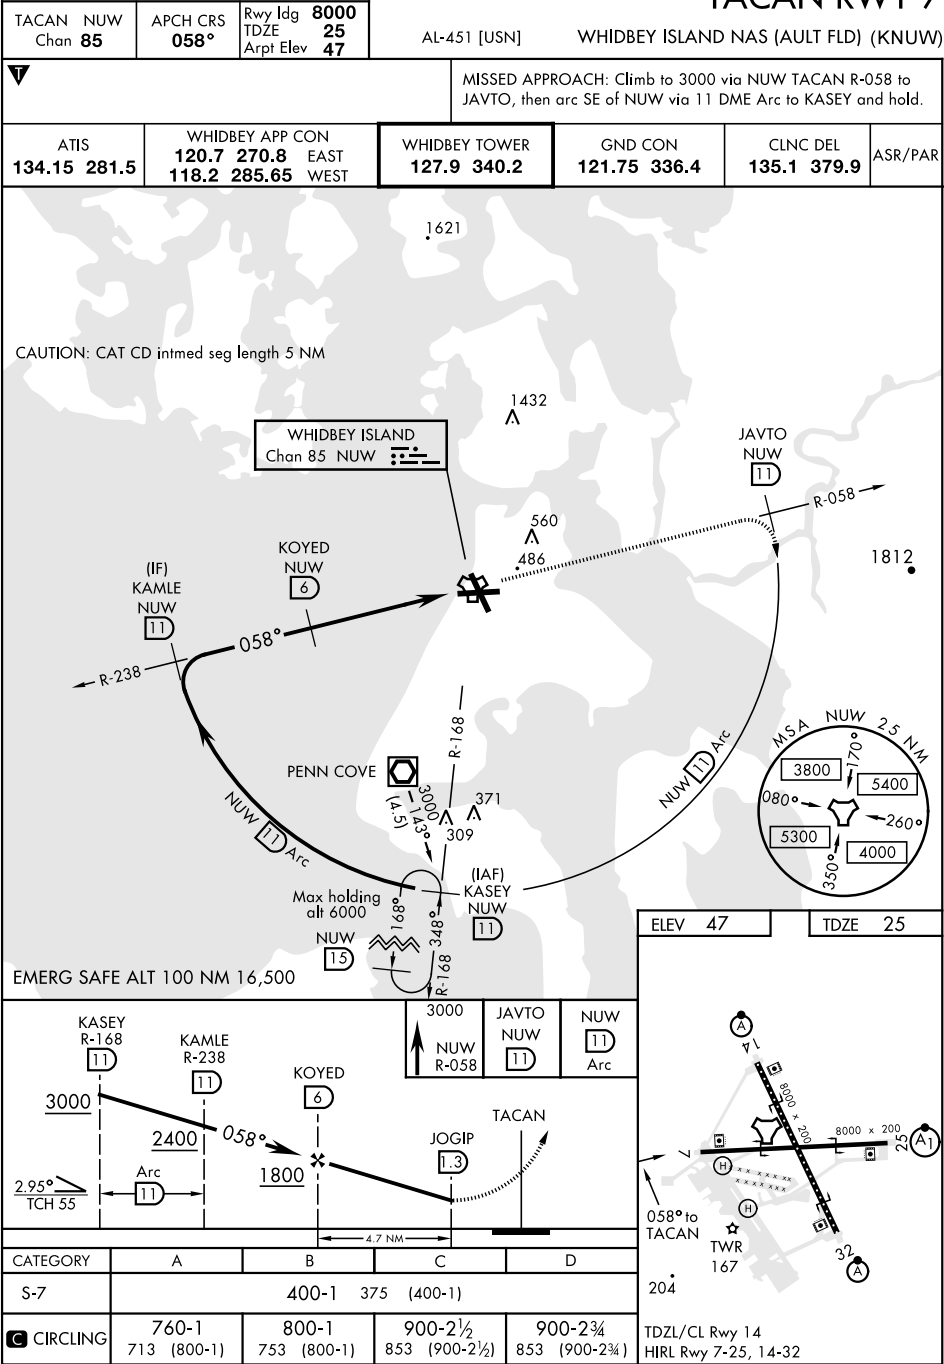 TACAN RWY 7
TACAN NUW
Chan 85
APCH CRS
058°
Rwy ldg 8000
TDZE 25
Arpt Elev 47
AL-451 [USN]
WHIDBEY ISLAND NAS (AULT FLD) (KNUW)
T
MISSED APPROACH: Climb to 3000 via NUW TACAN R-058 to
JAVTO, then arc SE of NUW via 11 DME Arc to KASEY and hold.
ATIS
134.15 281.5
WHIDBEY APP CON
120.7 270.8 EAST
118.2 285.65 WEST
WHIDBEY TOWER
127.9 340.2
GND CON
121.75 336.4
CLNC DEL
135.1 379.9
ASR/PAR
1621
CAUTION: CAT CD intmed seg length 5 NM
1432
WHIDBEY ISLAND
Chan 85 NUW
JAVTO
NUW
11
R-058
560
486
1812
KOYED
NUW
6
(IF)
KAMLE
NUW
11
058°
R-238
R-168
PENN COVE
3000
143°
(4.5)
371
309
NUW 11 Arc
NUW 11 Arc
MSA NUW 25 NM
170°
3800
5400
080°
260°
5300
4000
350°
(IAF)
KASEY
NUW
11
Max holding
alt 6000
NUW
15
168°
348°
R-168
EMERG SAFE ALT 100 NM 16,500
ELEV 47
TDZE 25
3000
NUW
R-058
JAVTO
NUW
11
NUW
11
Arc
KASEY
R-168
11
KAMLE
R-238
11
KOYED
6
TACAN
JOGIP
1.3
3000
2400
058°
1800
2.95°
TCH 55
Arc
11
4.7 NM
A
14
8000 x 200
8000 x 200
25
A1
7
H
H
058° to
TACAN
TWR
167
32
A
204
TDZL/CL Rwy 14
HIRL Rwy 7-25, 14-32
CATEGORY A B C D
S-7 400-1 375 (400-1)
C CIRCLING
760-1
713 (800-1)
800-1
753 (800-1)
900-2½
853 (900-2½)
900-2¾
853 (900-2¾)